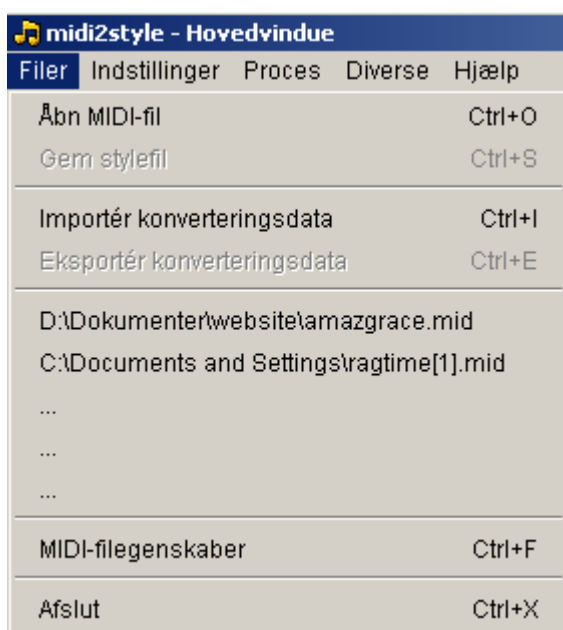 midi2style - Hovedvindue
Filer Indstillinger Proces Diverse Hjælp
Åbn MIDI-fil Ctrl+O
Gem stylefil Ctrl+S
Importér konverteringsdata Ctrl+I
Eksportér konverteringsdata Ctrl+E
D:\Dokumenter\website\amazgrace.mid
C:\Documents and Settings\ragtime[1].mid
...
...
...
MIDI-filegenskaber Ctrl+F
Afslut Ctrl+X